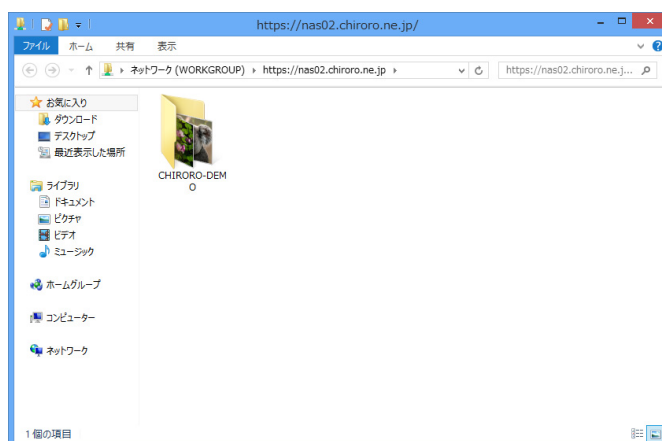 https://nas02.chiroro.ne.jp/
ファイル ホーム 共有 表示
ネットワーク (WORKGROUP) https://nas02.chiroro.ne.jp
https://nas02.chiroro.ne.j...
お気に入り
ダウンロード
デスクトップ
最近表示した場所
ライブラリ
ドキュメント
ピクチャ
ビデオ
ミュージック
ホームグループ
コンピューター
ネットワーク
CHIRORO-DEM
O
1 個の項目